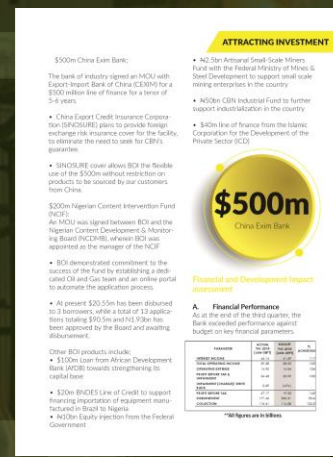 ATTRACTING INVESTMENT
$500m China Exim Bank:
The bank of industry signed an MOU with
Export-Import Bank of China (CEXIM) for a
$500 million line of finance for a tenor of
5-6 years.
• China Export Credit Insurance Corpora-
tion (SINOSURE) plans to provide foreign
exchange risk insurance cover for the facility,
to eliminate the need to seek for CBN's
guarantee.
• SINOSURE cover allows BOI the flexible
use of the $500m without restriction on
products to be sourced by our customers
from China.
$200m Nigerian Content Intervention Fund
(NCIF):
An MOU was signed between BOI and the
Nigerian Content Development & Monitor-
ing Board (NCDMB), wherein BOI was
appointed as the manager of the NCIF
• BOI demonstrated commitment to the
success of the fund by establishing a dedi-
cated Oil and Gas team and an online portal
to automate the application process.
• At present $20.55m has been disbursed
to 3 borrowers, while a total of 13 applica-
tions totaling $90.5m and N1.93bn has
been approved by the Board and awaiting
disbursement.
Other BOI products include:
• $100m Loan from African Development
Bank (AfDB) towards strengthening its
capital base
• $20m BNDES Line of Credit to support
financing importation of equipment manu-
factured in Brazil to Nigeria
• ₦10bn Equity injection from the Federal
Government
• ₦2.5bn Artisanal Small-Scale Miners
Fund with the Federal Ministry of Mines &
Steel Development to support small scale
mining enterprises in the country
• ₦50bn CBN Industrial Fund to further
support industrialization in the country
• $40m line of finance from the Islamic
Corporation for the Development of the
Private Sector (ICD)
$500m
China Exim Bank
Financial and Development Impact
assessment
A. Financial Performance
As at the end of the third quarter, the
Bank exceeded performance against
budget on key financial parameters.
PARAMETER
INTEREST INCOME
TOTAL OPERATING INCOME
OPERATING EXPENSE
PROFIT BEFORE TAX
DISBURSEMENT
COLLECTION
**All figures are in billions